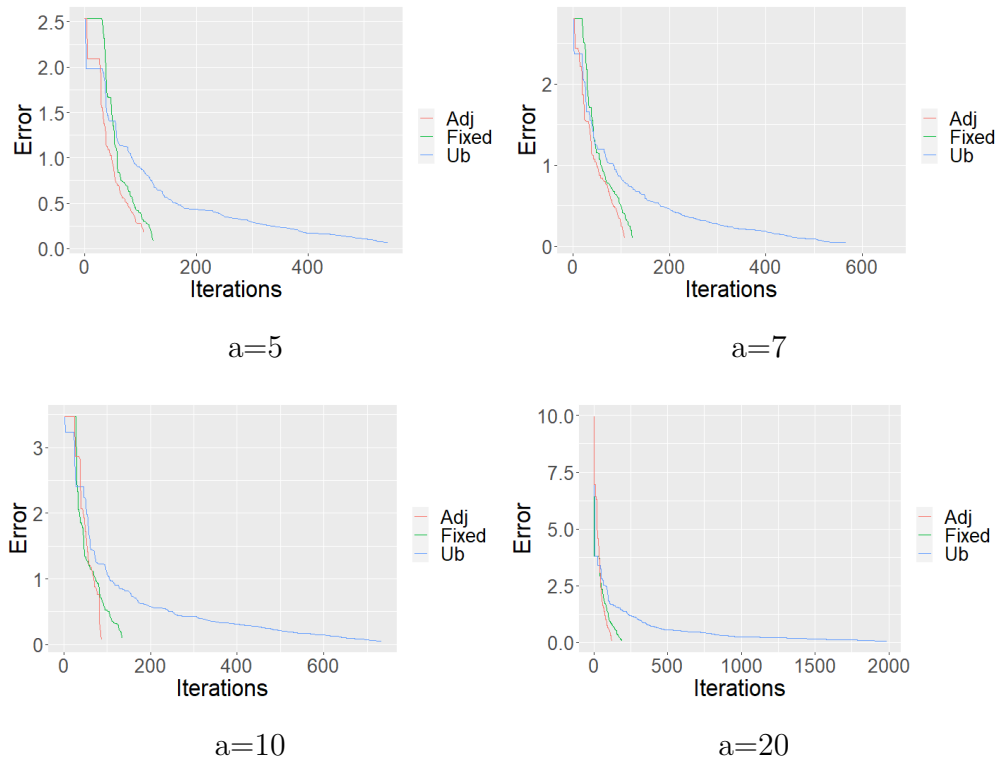 2.5
2.0
1.5
1.0
0.5
0.0
Error
0
200
400
Iterations
Adj
Fixed
Ub
a=5
2
1
0
Error
0
200
400
600
Iterations
Adj
Fixed
Ub
a=7
3
2
1
0
Error
0
200
400
600
Iterations
Adj
Fixed
Ub
a=10
10.0
7.5
5.0
2.5
0.0
Error
0
500
1000
1500
2000
Iterations
Adj
Fixed
Ub
a=20